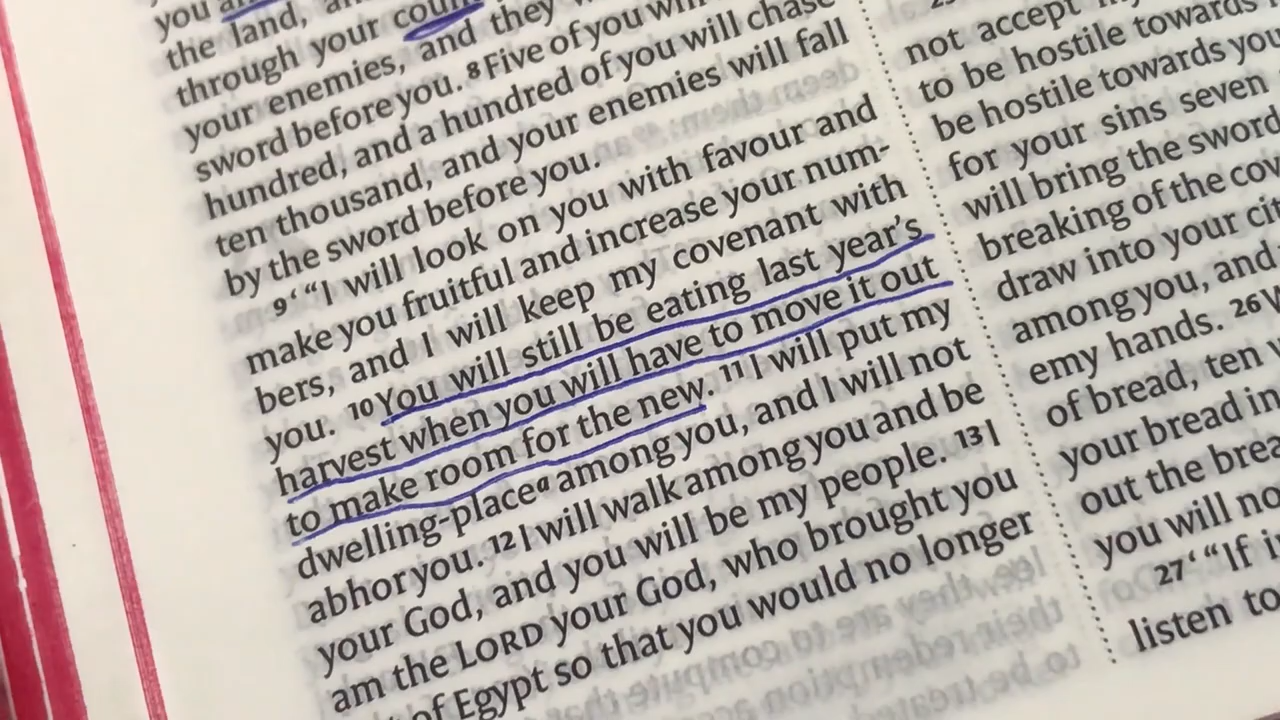 you
the land,
through your
your enemies, and they
sword before you. 8 Five of you will chase
hundred, and a hundred of you will chase
ten thousand, and your enemies will fall
by the sword before you.
9 ‘ “I will look on you with favour and
make you fruitful and increase your num-
bers, and I will keep my covenant with
you. 10 You will still be eating last year’s
harvest when you will have to move it out
to make room for the new. 11 I will put my
dwelling-placeᵃ among you, and I will not
abhor you. 12 I will walk among you and be
your God, and you will be my people. 13 I
am the LORD your God, who brought you
of Egypt so that you would no longer
not accept
to be hostile towards
be hostile towards you
for your sins seven
will bring the sword
breaking of the cov
draw into your cit
among you, and
emy hands. 26
of bread, ten
your bread in
out the brea
you will no
27 ‘ “If i
listen to